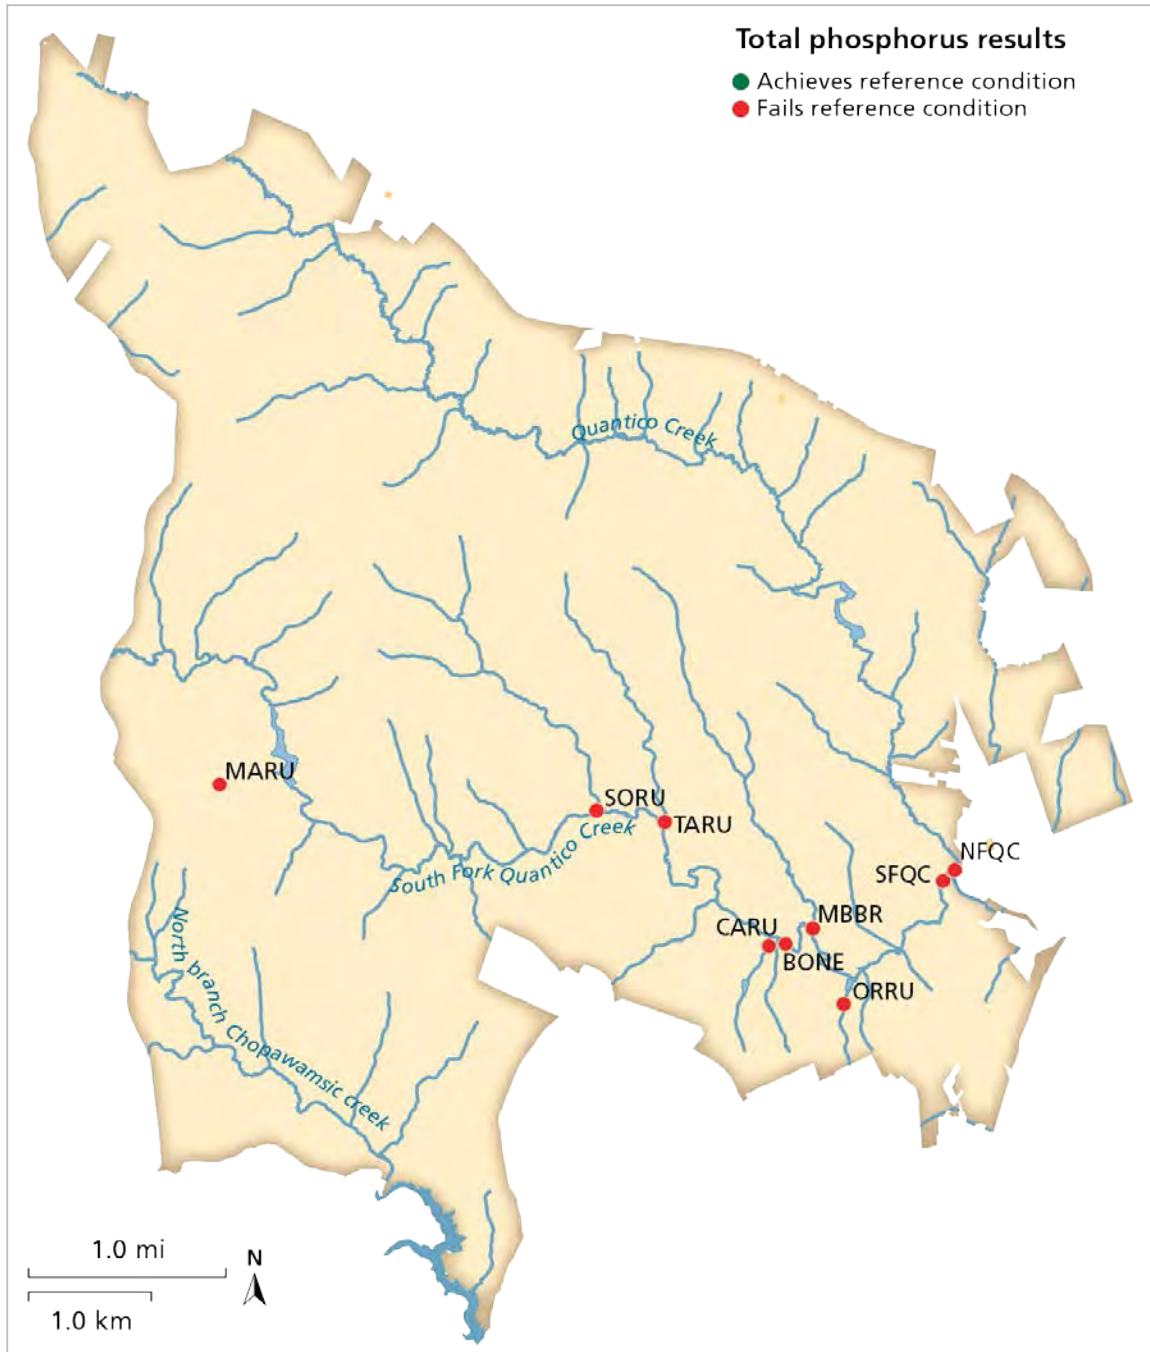 Total phosphorus results
Achieves reference condition
Fails reference condition
Quantico Creek
MARU
SORU
TARU
South Fork Quantico Creek
NFQC
SFQC
MBBR
CARU
BONE
ORRU
North branch Chopawamsic creek
1.0 mi
N
1.0 km